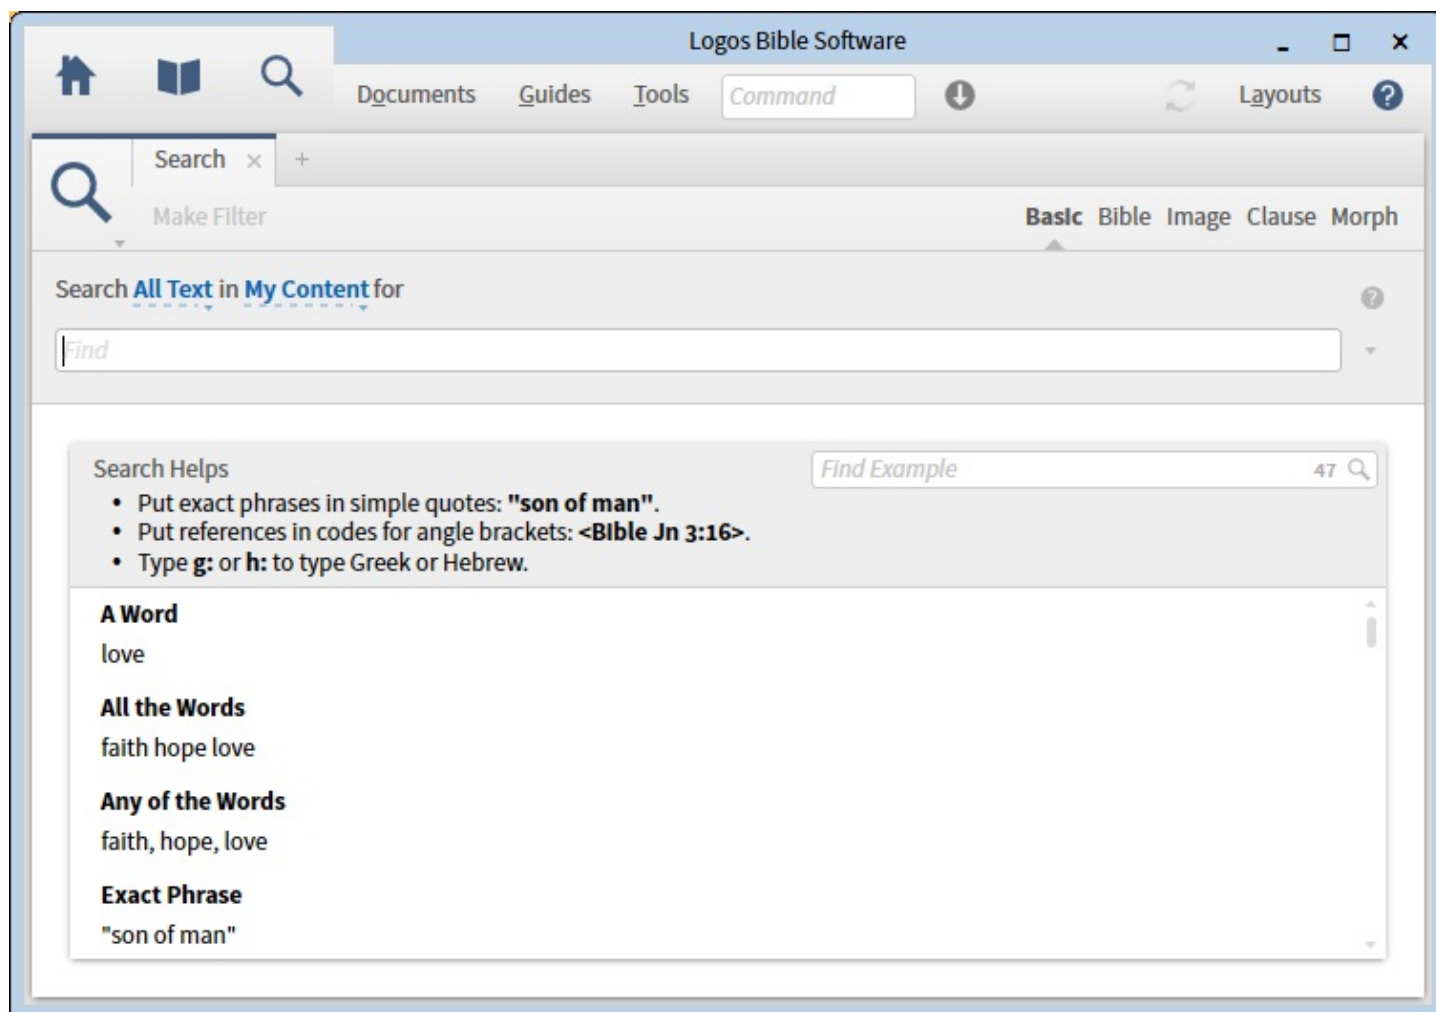 Logos Bible Software
Documents Guides Tools Command Layouts ?
Search × +
Make Filter Basic Bible Image Clause Morph
Search All Text in My Content for ?
Find
Search Helps Find Example 47
• Put exact phrases in simple quotes: "son of man".
• Put references in codes for angle brackets: <BIble Jn 3:16>.
• Type g: or h: to type Greek or Hebrew.
A Word
love
All the Words
faith hope love
Any of the Words
faith, hope, love
Exact Phrase
"son of man"